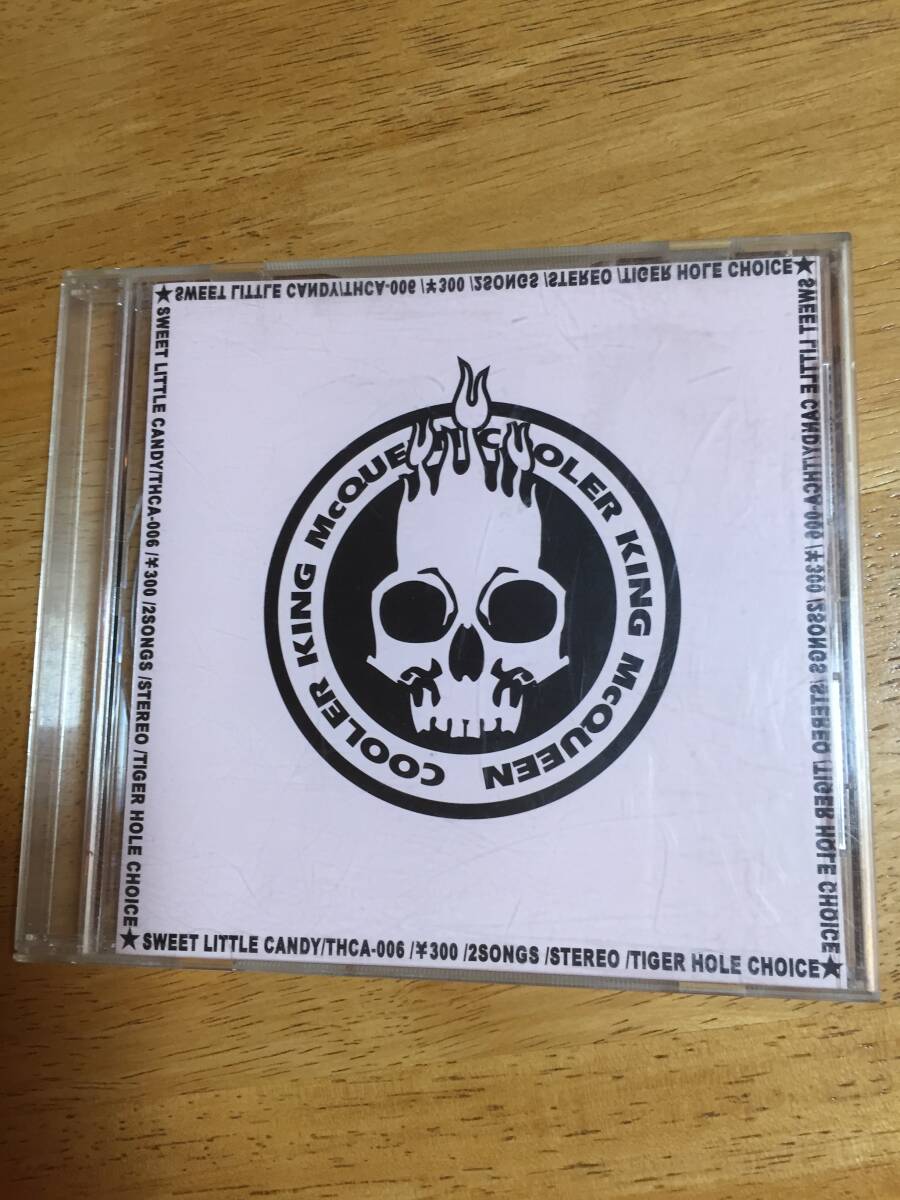 ★SWEET LITTLE CANDY/THCA-006 /¥300 /2SONGS /STEREO /TIGER HOLE CHOICE★
SWEET LITTLE CANDY/THCA-006 /¥300 /2SONGS /STEREO /TIGER HOLE CHOICE
SWEET LITTLE CANDY/THCA-006 /¥300 /2SONGS /STEREO /TIGER HOLE CHOICE
COOLER KING McQUE
C OLER KING McQUEEN
★SWEET LITTLE CANDY/THCA-006 /¥300 /2SONGS /STEREO /TIGER HOLE CHOICE★